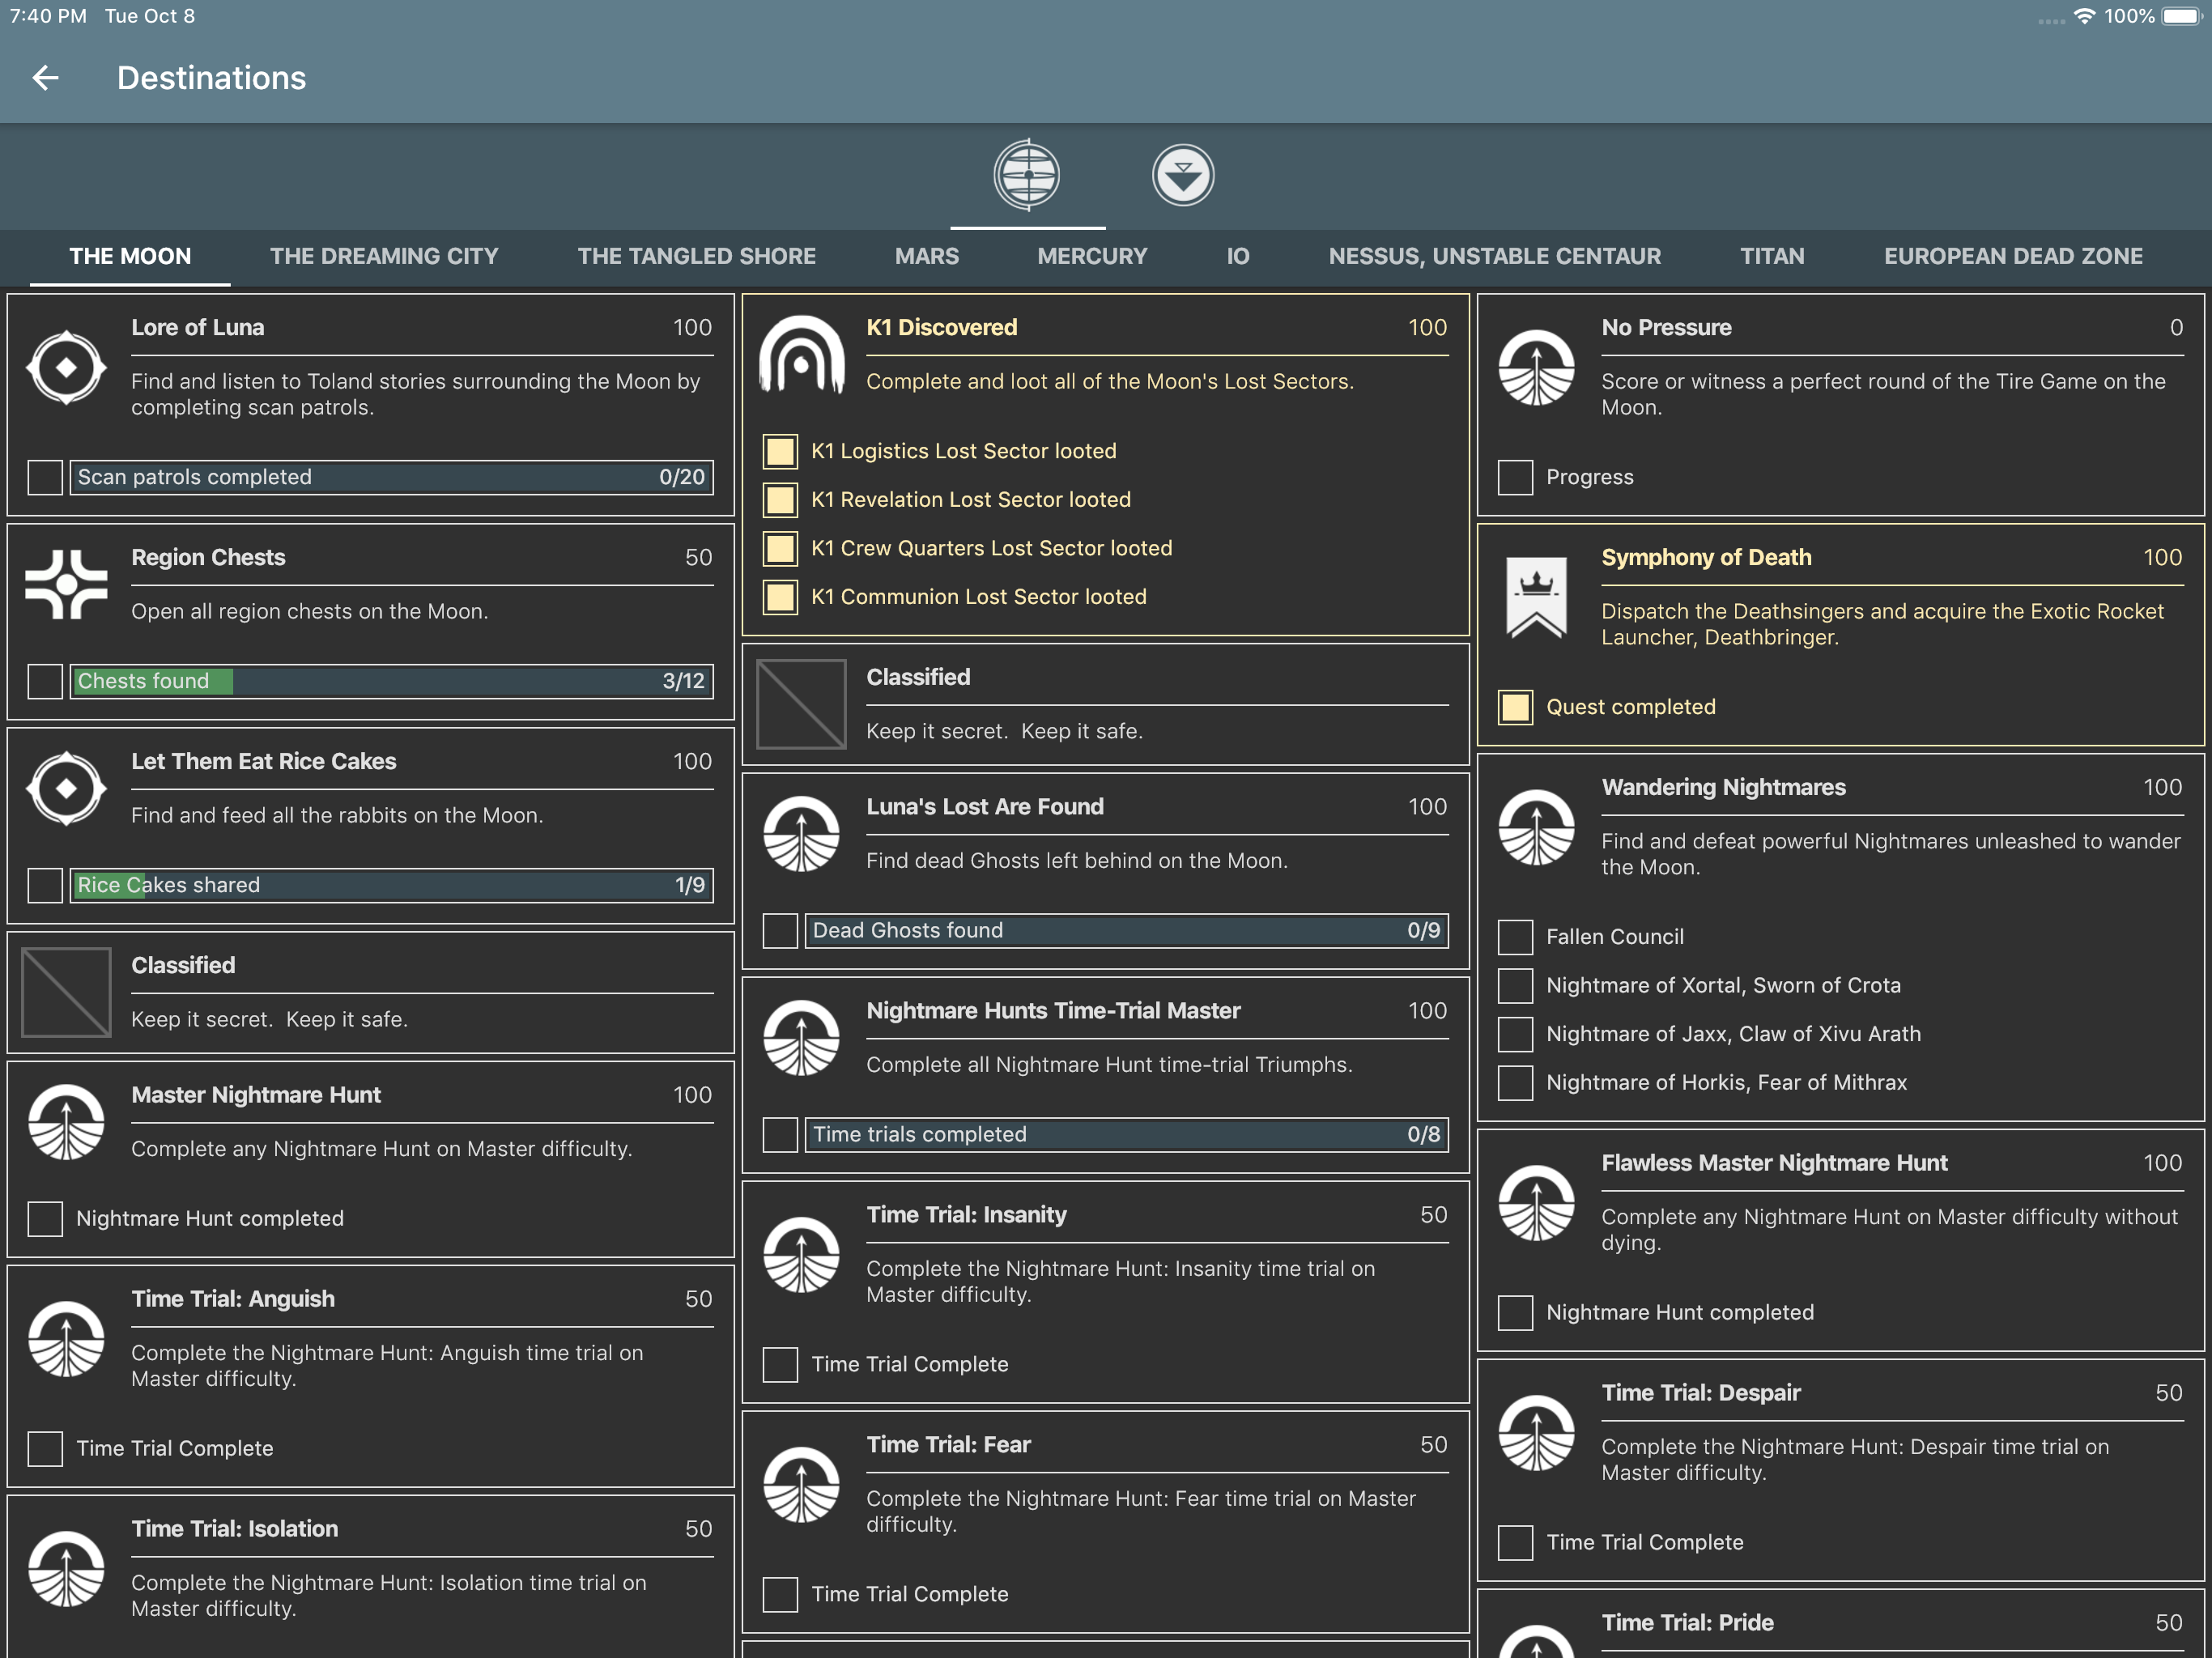 7:40 PM Tue Oct 8
100%
Destinations
THE MOON
THE DREAMING CITY
THE TANGLED SHORE
MARS
MERCURY
IO
NESSUS, UNSTABLE CENTAUR
TITAN
EUROPEAN DEAD ZONE
Lore of Luna 100
Find and listen to Toland stories surrounding the Moon by
completing scan patrols.
Scan patrols completed 0/20
Region Chests 50
Open all region chests on the Moon.
Chests found 3/12
Let Them Eat Rice Cakes 100
Find and feed all the rabbits on the Moon.
Rice Cakes shared 1/9
Classified
Keep it secret.  Keep it safe.
Master Nightmare Hunt 100
Complete any Nightmare Hunt on Master difficulty.
Nightmare Hunt completed
Time Trial: Anguish 50
Complete the Nightmare Hunt: Anguish time trial on
Master difficulty.
Time Trial Complete
Time Trial: Isolation 50
Complete the Nightmare Hunt: Isolation time trial on
Master difficulty.
K1 Discovered 100
Complete and loot all of the Moon's Lost Sectors.
K1 Logistics Lost Sector looted
K1 Revelation Lost Sector looted
K1 Crew Quarters Lost Sector looted
K1 Communion Lost Sector looted
Classified
Keep it secret.  Keep it safe.
Luna's Lost Are Found 100
Find dead Ghosts left behind on the Moon.
Dead Ghosts found 0/9
Nightmare Hunts Time-Trial Master 100
Complete all Nightmare Hunt time-trial Triumphs.
Time trials completed 0/8
Time Trial: Insanity 50
Complete the Nightmare Hunt: Insanity time trial on
Master difficulty.
Time Trial Complete
Time Trial: Fear 50
Complete the Nightmare Hunt: Fear time trial on Master
difficulty.
Time Trial Complete
No Pressure 0
Score or witness a perfect round of the Tire Game on the
Moon.
Progress
Symphony of Death 100
Dispatch the Deathsingers and acquire the Exotic Rocket
Launcher, Deathbringer.
Quest completed
Wandering Nightmares 100
Find and defeat powerful Nightmares unleashed to wander
the Moon.
Fallen Council
Nightmare of Xortal, Sworn of Crota
Nightmare of Jaxx, Claw of Xivu Arath
Nightmare of Horkis, Fear of Mithrax
Flawless Master Nightmare Hunt 100
Complete any Nightmare Hunt on Master difficulty without
dying.
Nightmare Hunt completed
Time Trial: Despair 50
Complete the Nightmare Hunt: Despair time trial on
Master difficulty.
Time Trial Complete
Time Trial: Pride 50